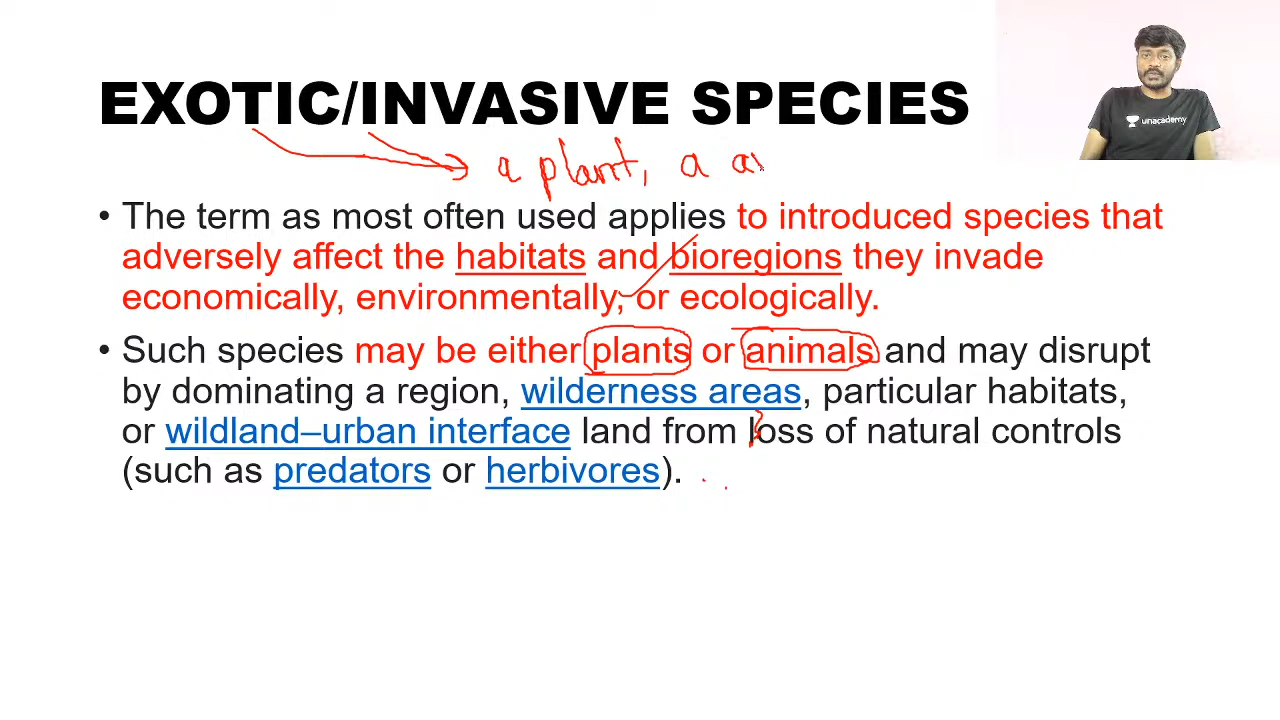 EXOTIC/INVASIVE SPECIES
unacademy
a plant, a
• The term as most often used applies to introduced species that
adversely affect the habitats and bioregions they invade
economically, environmentally, or ecologically.
• Such species may be either plants or animals and may disrupt
by dominating a region, wilderness areas, particular habitats,
or wildland–urban interface land from loss of natural controls
(such as predators or herbivores).